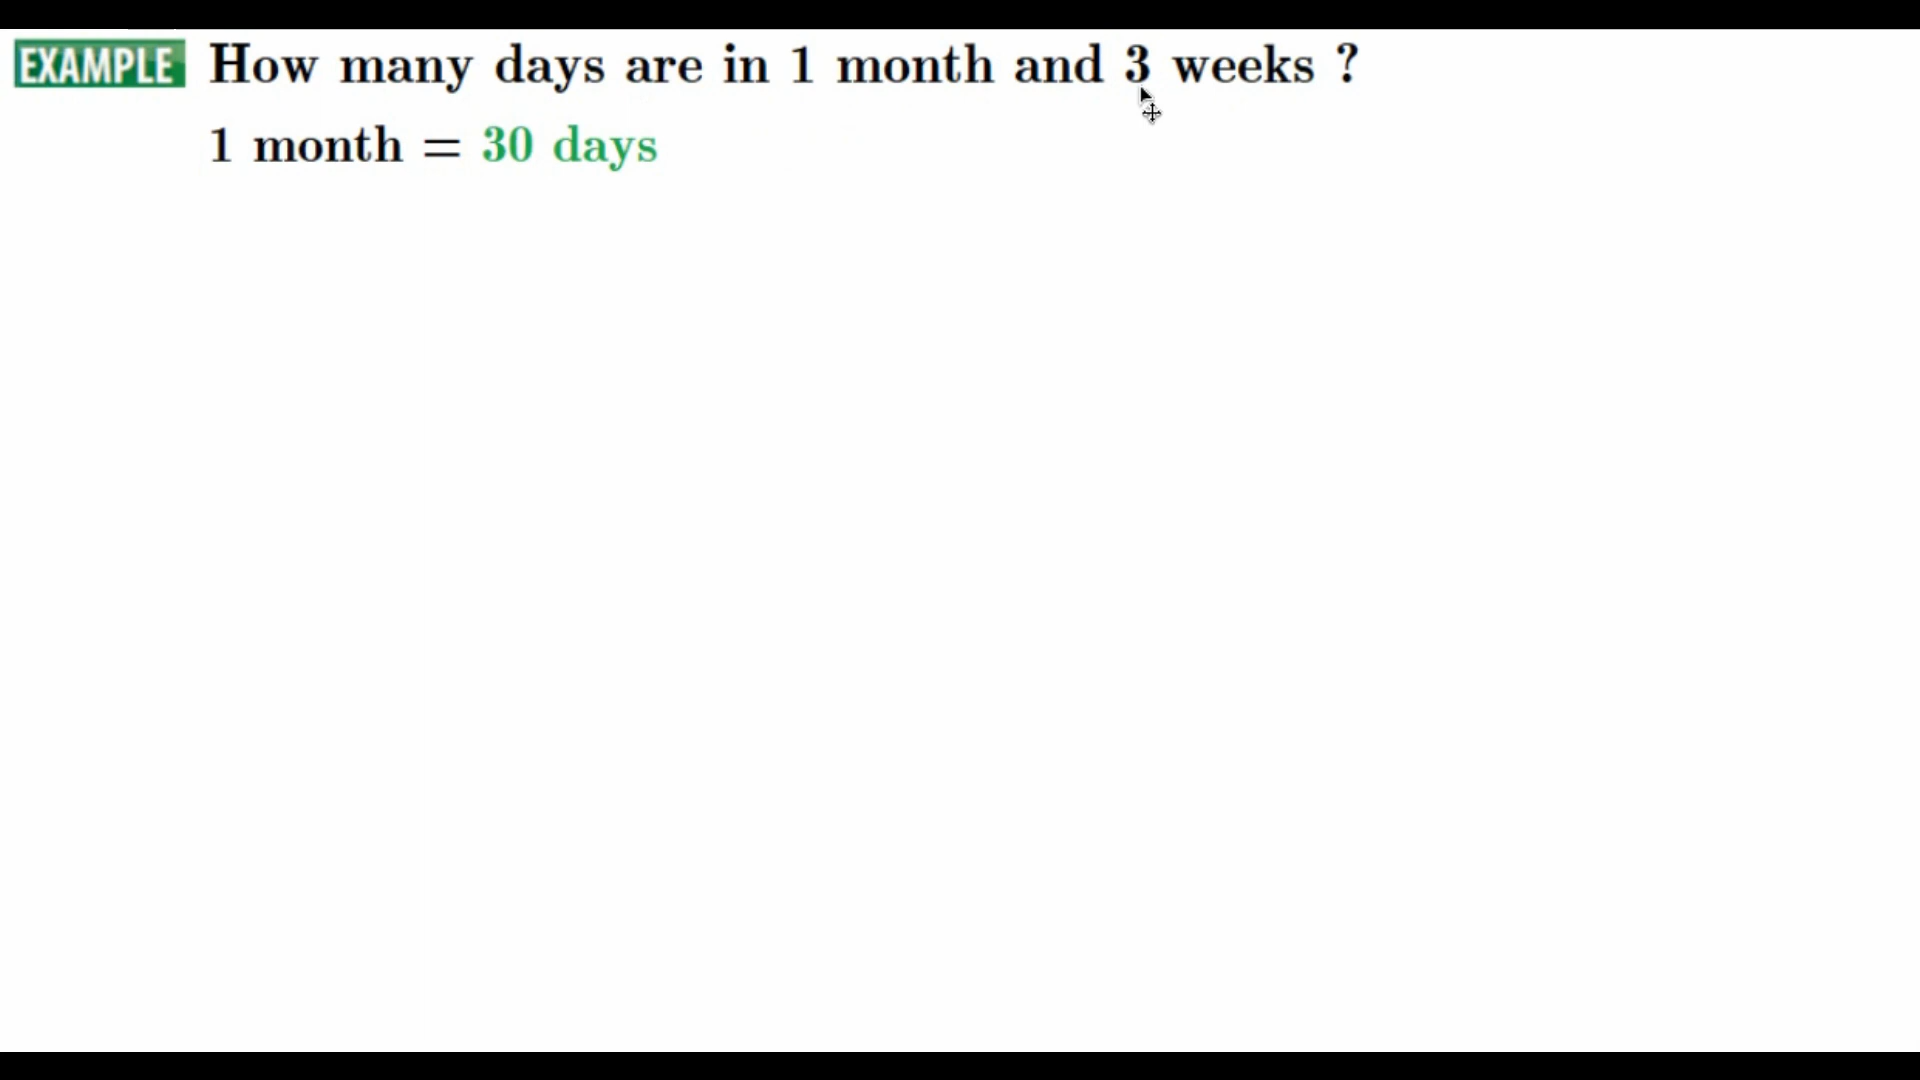 EXAMPLE How many days are in 1 month and 3 weeks ?
1 month = 30 days